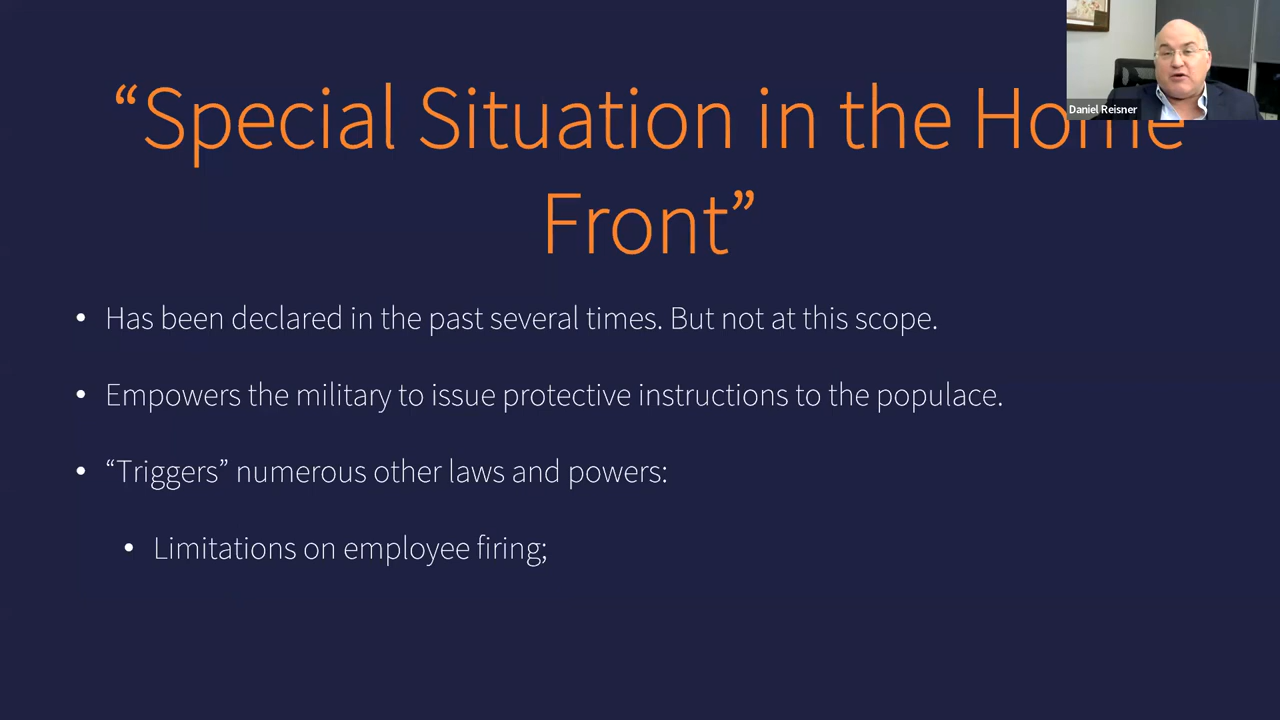 “Special Situation in the Home
Front”
Daniel Reisner
• Has been declared in the past several times. But not at this scope.
• Empowers the military to issue protective instructions to the populace.
• “Triggers” numerous other laws and powers:
• Limitations on employee firing;